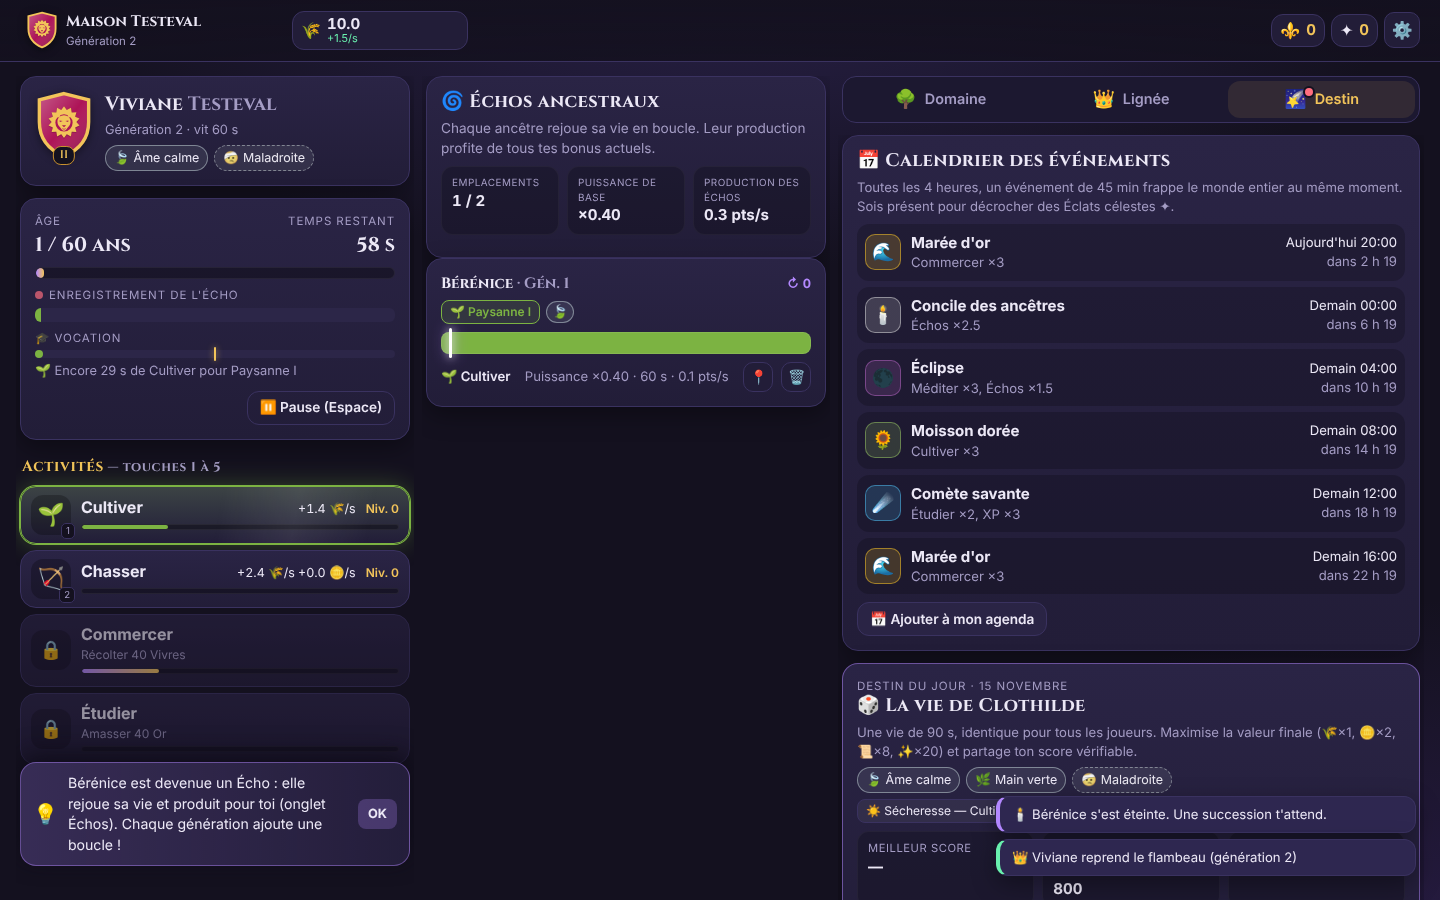 Maison Testeval
Génération 2
10.0
+1.5/s
0
0
Viviane Testeval
Génération 2 · vit 60 s
Âme calme
Maladroite
II
ÂGE
TEMPS RESTANT
1 / 60 ans
58 s
ENREGISTREMENT DE L'ÉCHO
VOCATION
Encore 29 s de Cultiver pour Paysanne I
Pause (Espace)
Activités — touches 1 à 5
Cultiver
+1.4 /s Niv. 0
1
Chasser
+2.4 /s +0.0 /s Niv. 0
2
Commercer
Récolter 40 Vivres
Étudier
Amasser 40 Or
Bérénice est devenue un Écho : elle
rejoue sa vie et produit pour toi (onglet
Échos). Chaque génération ajoute une
boucle !
OK
Échos ancestraux
Chaque ancêtre rejoue sa vie en boucle. Leur production
profite de tous tes bonus actuels.
EMPLACEMENTS
1 / 2
PUISSANCE DE
BASE
×0.40
PRODUCTION DES
ÉCHOS
0.3 pts/s
Bérénice · Gén. 1
↻ 0
Paysanne I
Cultiver
Puissance ×0.40 · 60 s · 0.1 pts/s
Domaine
Lignée
Destin
Calendrier des événements
Toutes les 4 heures, un événement de 45 min frappe le monde entier au même moment.
Sois présent pour décrocher des Éclats célestes ✦.
Marée d'or
Commercer ×3
Aujourd'hui 20:00
dans 2 h 19
Concile des ancêtres
Échos ×2.5
Demain 00:00
dans 6 h 19
Éclipse
Méditer ×3, Échos ×1.5
Demain 04:00
dans 10 h 19
Moisson dorée
Cultiver ×3
Demain 08:00
dans 14 h 19
Comète savante
Étudier ×2, XP ×3
Demain 12:00
dans 18 h 19
Marée d'or
Commercer ×3
Demain 16:00
dans 22 h 19
Ajouter à mon agenda
DESTIN DU JOUR · 15 NOVEMBRE
La vie de Clothilde
Une vie de 90 s, identique pour tous les joueurs. Maximise la valeur finale (×1, ×2,
×8, ×20) et partage ton score vérifiable.
Âme calme
Main verte
Maladroite
Sécheresse — Culti
Bérénice s'est éteinte. Une succession t'attend.
Viviane reprend le flambeau (génération 2)
MEILLEUR SCORE
—
800